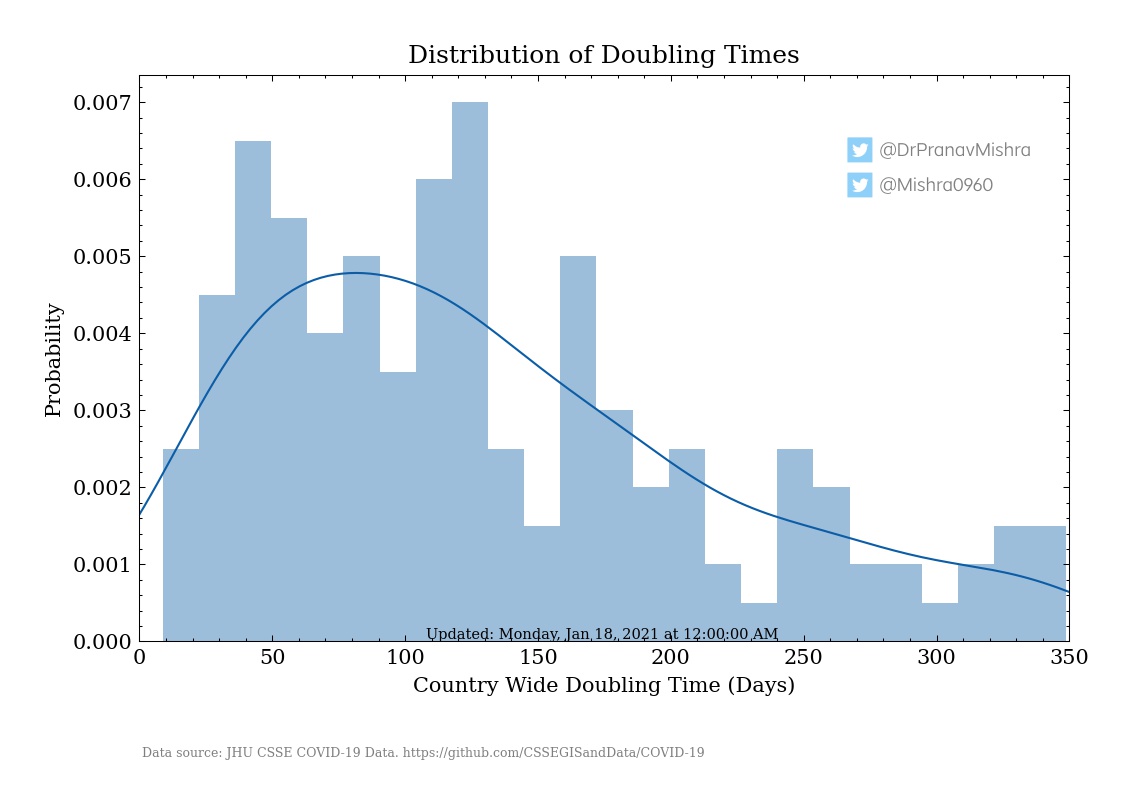 Distribution of Doubling Times
0.007
0.006
0.005
0.004
0.003
0.002
0.001
0.000
Probability
@DrPranavMishra
@Mishra0960
Updated: Monday, Jan 18, 2021 at 12:00:00 AM
0 50 100 150 200 250 300 350
Country Wide Doubling Time (Days)
Data source: JHU CSSE COVID-19 Data. https://github.com/CSSEGISandData/COVID-19